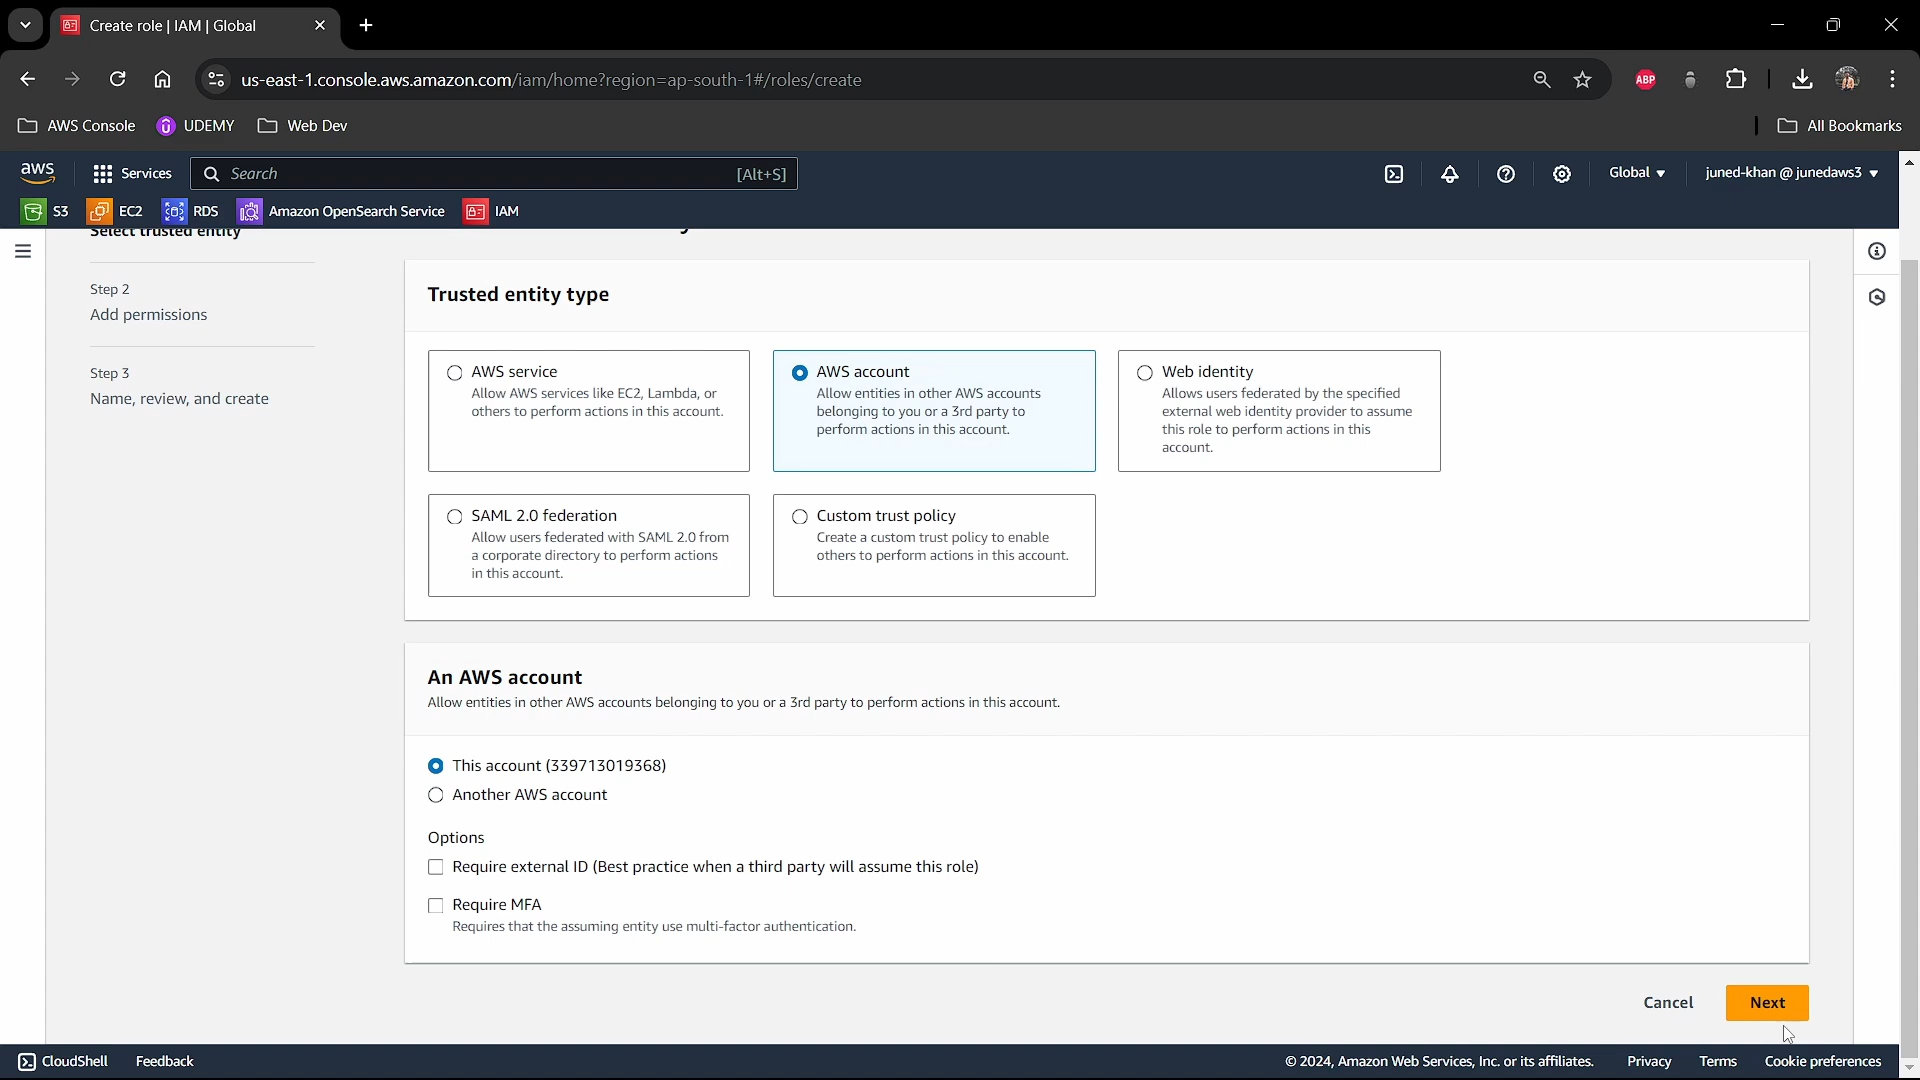 Create role | IAM | Global
us-east-1.console.aws.amazon.com/iam/home?region=ap-south-1#/roles/create
ABP
AWS Console
UDEMY
Web Dev
All Bookmarks
aws
Services
Search
[Alt+S]
Global
juned-khan @ junedaws3
S3
EC2
RDS
Amazon OpenSearch Service
IAM
Select trusted entity
Step 2
Add permissions
Step 3
Name, review, and create
Trusted entity type
AWS service
Allow AWS services like EC2, Lambda, or
others to perform actions in this account.
AWS account
Allow entities in other AWS accounts
belonging to you or a 3rd party to
perform actions in this account.
Web identity
Allows users federated by the specified
external web identity provider to assume
this role to perform actions in this
account.
SAML 2.0 federation
Allow users federated with SAML 2.0 from
a corporate directory to perform actions
in this account.
Custom trust policy
Create a custom trust policy to enable
others to perform actions in this account.
An AWS account
Allow entities in other AWS accounts belonging to you or a 3rd party to perform actions in this account.
This account (339713019368)
Another AWS account
Options
Require external ID (Best practice when a third party will assume this role)
Require MFA
Requires that the assuming entity use multi-factor authentication.
Cancel
Next
CloudShell
Feedback
© 2024, Amazon Web Services, Inc. or its affiliates.
Privacy
Terms
Cookie preferences